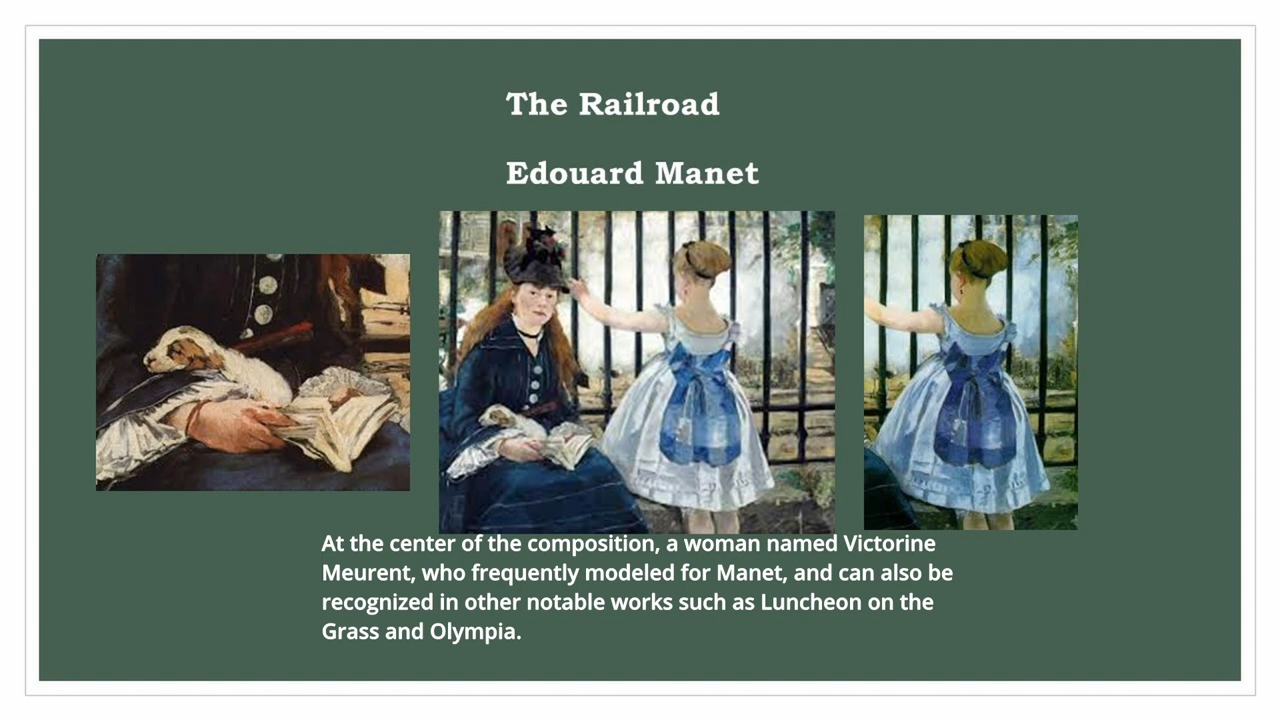 The Railroad
Edouard Manet
At the center of the composition, a woman named Victorine
Meurent, who frequently modeled for Manet, and can also be
recognized in other notable works such as Luncheon on the
Grass and Olympia.